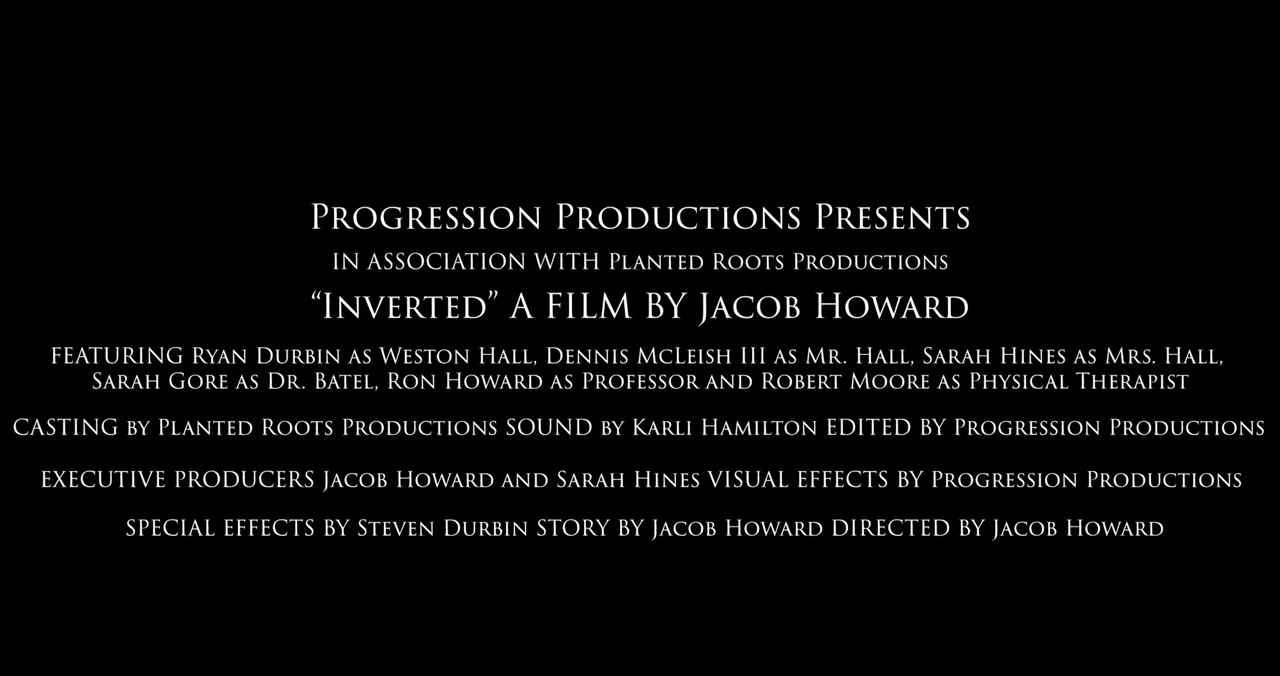 Progression Productions Presents
IN ASSOCIATION WITH Planted Roots Productions
“Inverted” A FILM BY Jacob Howard
FEATURING Ryan Durbin as Weston Hall, Dennis McLeish III as Mr. Hall, Sarah Hines as Mrs. Hall,
Sarah Gore as Dr. Batel, Ron Howard as Professor and Robert Moore as Physical Therapist
CASTING by Planted Roots Productions SOUND by Karli Hamilton EDITED BY Progression Productions
EXECUTIVE PRODUCERS Jacob Howard and Sarah Hines VISUAL EFFECTS BY Progression Productions
SPECIAL EFFECTS BY Steven Durbin STORY BY Jacob Howard DIRECTED BY Jacob Howard